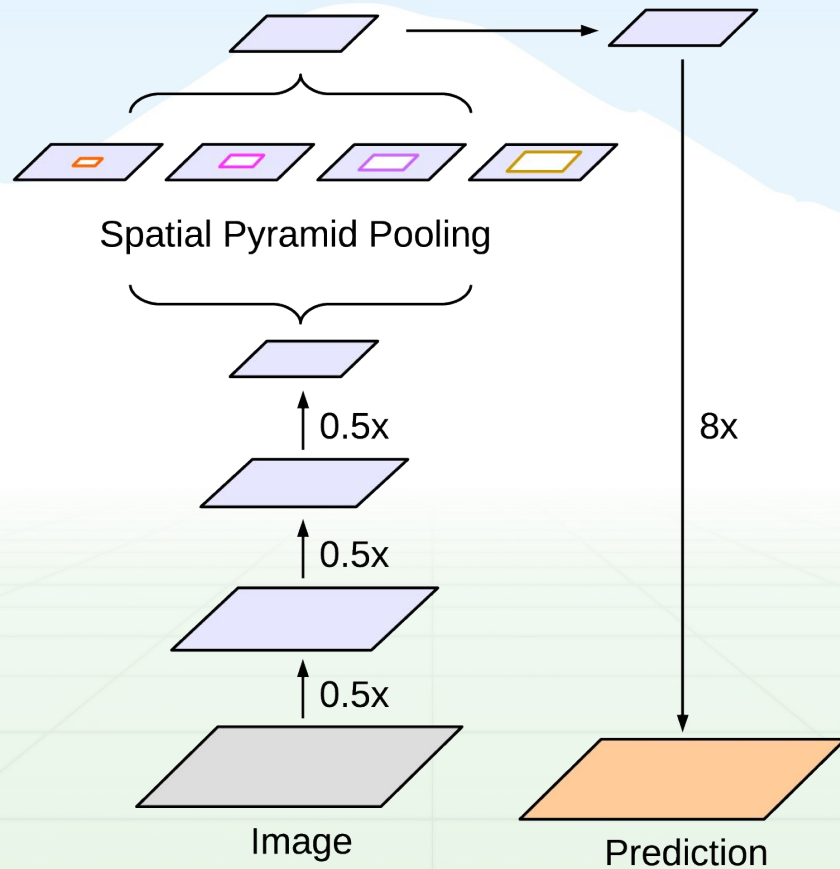 Spatial Pyramid Pooling
0.5x
8x
0.5x
0.5x
Image
Prediction